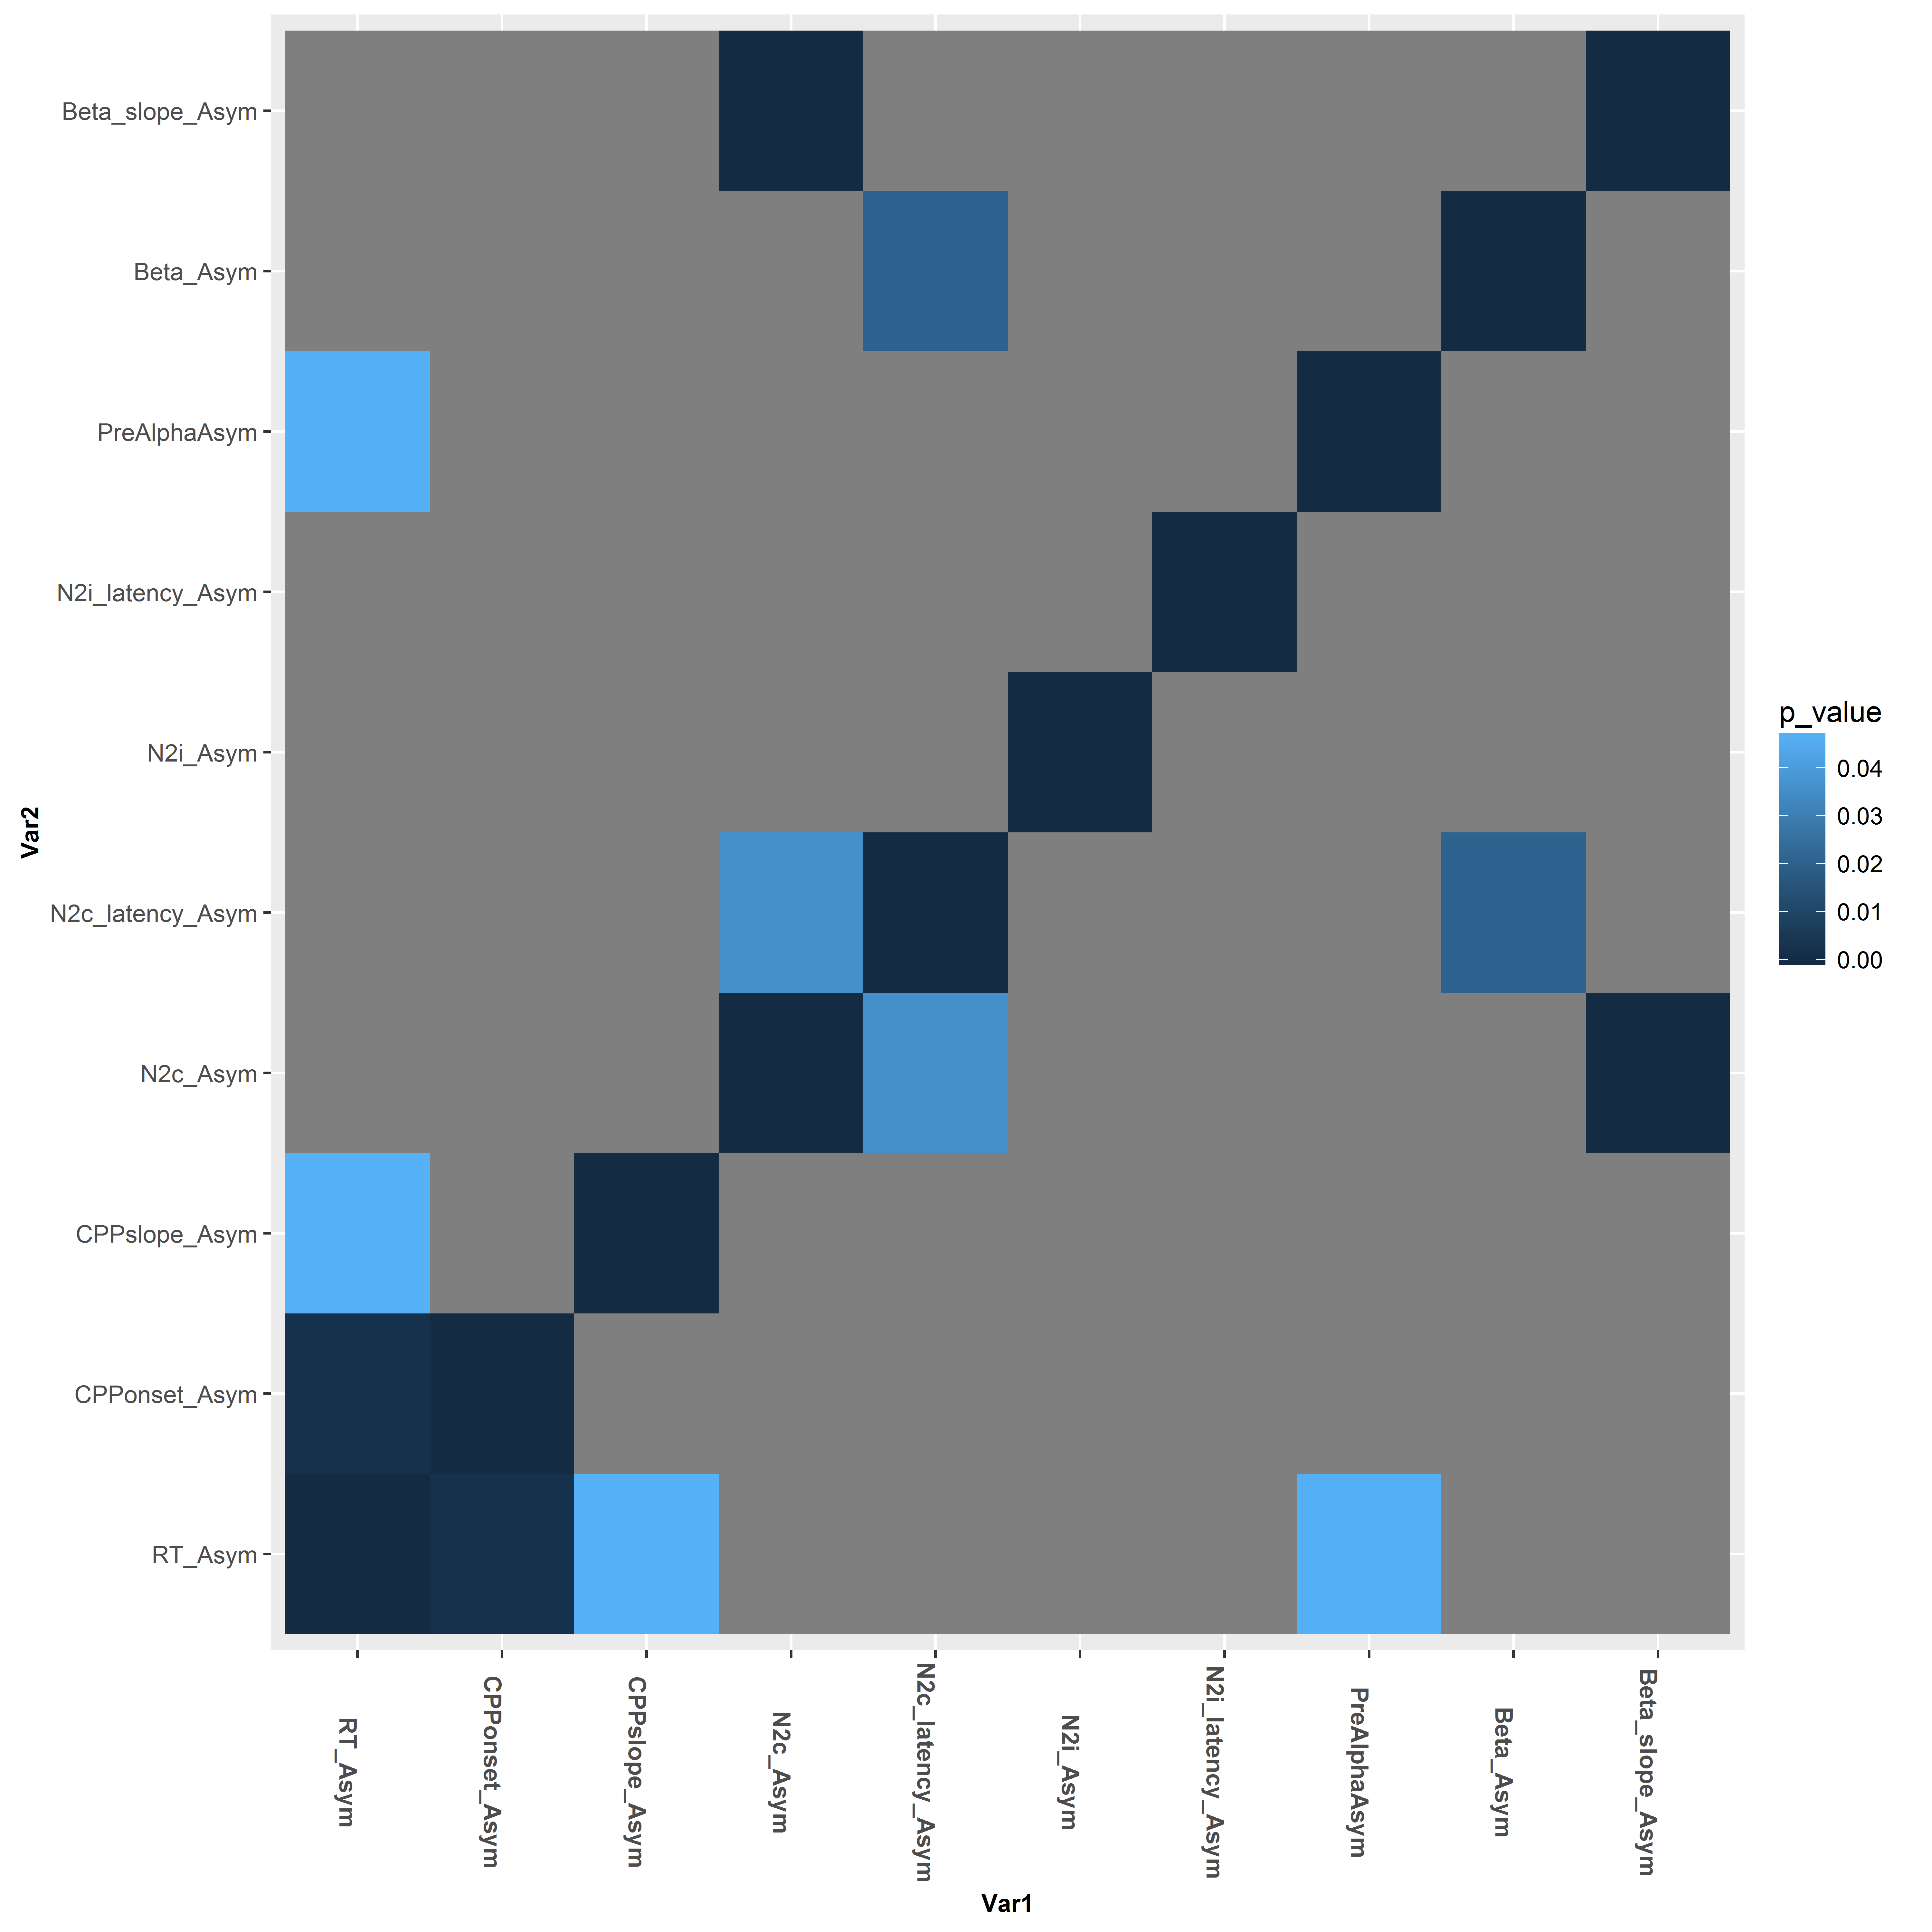 Beta_slope_Asym
Beta_Asym
PreAlphaAsym
N2i_latency_Asym
N2i_Asym
N2c_latency_Asym
N2c_Asym
CPPslope_Asym
CPPonset_Asym
RT_Asym
Var2
RT_Asym
CPPonset_Asym
CPPslope_Asym
N2c_Asym
N2c_latency_Asym
N2i_Asym
N2i_latency_Asym
PreAlphaAsym
Beta_Asym
Beta_slope_Asym
Var1
p_value
0.04
0.03
0.02
0.01
0.00